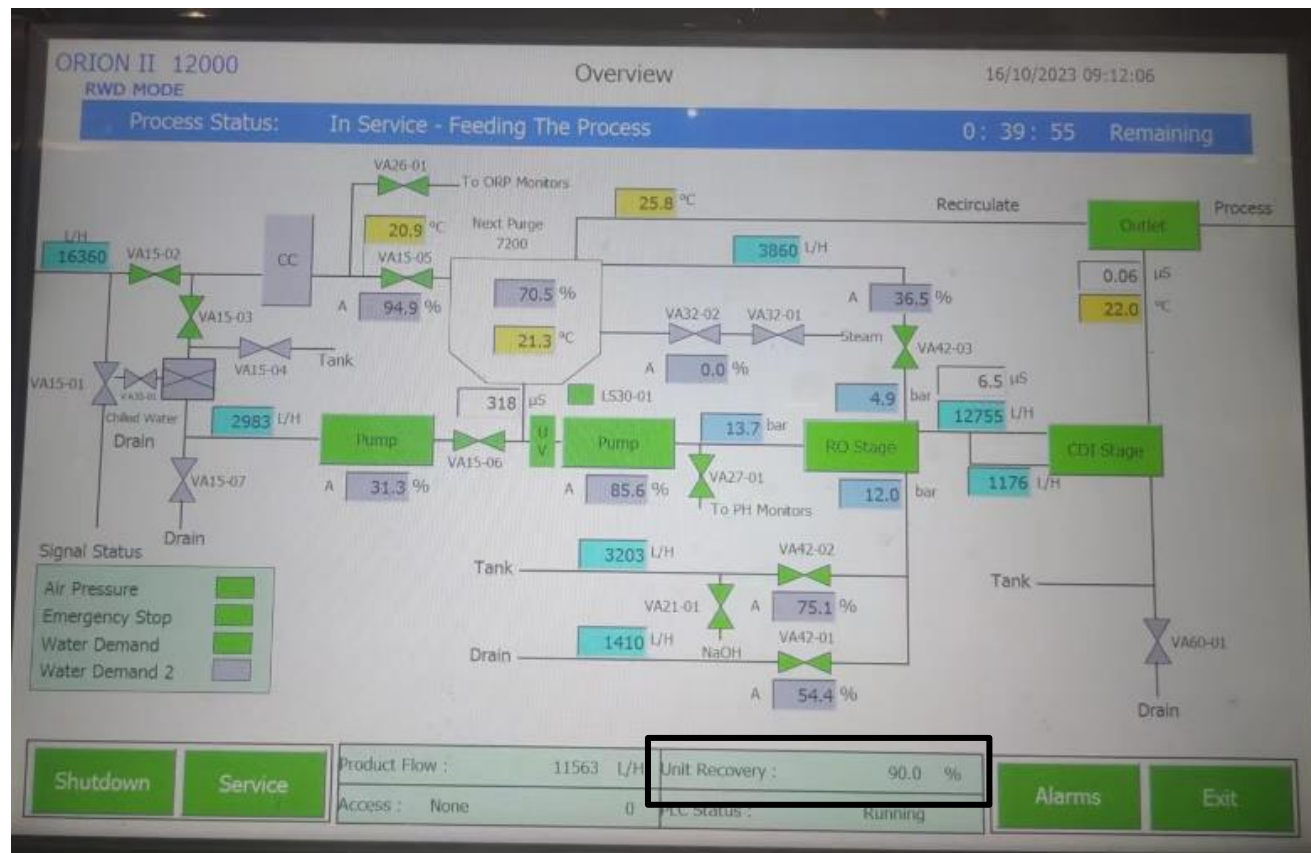 ORION II 12000
RWD MODE
Overview
16/10/2023 09:12:06
Process Status: In Service - Feeding The Process
0: 39: 55 Remaining
VA26-01
To ORP Monitors
25.8 °C
Recirculate
Outlet
Process
20.9 °C
Next Purge
7200
L/H
16360
VA15-02
CC
VA15-05
3860 L/H
0.06 µS
22.0 °C
A 94.9 %
70.5 %
A 36.5 %
VA15-03
VA32-02
VA32-01
Steam
21.3 °C
VA42-03
VA15-04
Tank
A 0.0 %
VA15-01
6.5 µS
Chilled Water
Drain
2983 L/H
318 µS
LS30-01
4.9 bar
12755 L/H
Pump
VA15-06
UV
Pump
13.7 bar
RO Stage
CDI Stage
VA15-07
A 31.3 %
A 85.6 %
VA27-01
To PH Monitors
12.0 bar
1176 L/H
Drain
Signal Status
Air Pressure
Emergency Stop
Water Demand
Water Demand 2
Tank
3203 L/H
VA42-02
Tank
VA21-01
A 75.1 %
Drain
1410 L/H
NaOH
VA42-01
A 54.4 %
VA60-01
Drain
Shutdown
Service
Product Flow : 11563 L/H
Unit Recovery : 90.0 %
Access : None 0
PLC Status : Running
Alarms
Exit